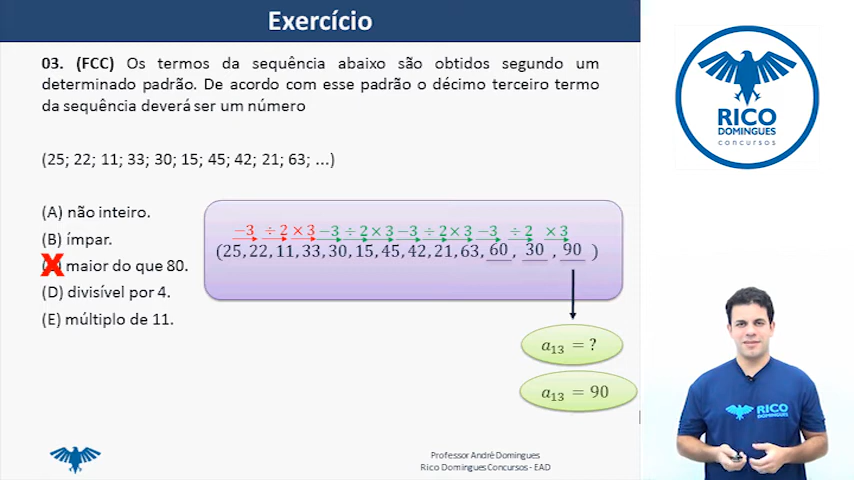 Exercício
03. (FCC) Os termos da sequência abaixo são obtidos segundo um
determinado padrão. De acordo com esse padrão o décimo terceiro termo
da sequência deverá ser um número
(25; 22; 11; 33; 30; 15; 45; 42; 21; 63; ...)
(A) não inteiro.
(B) ímpar.
X maior do que 80.
(D) divisível por 4.
(E) múltiplo de 11.
−3 ÷2 ×3 −3 ÷2 ×3 −3 ÷2 ×3 −3 ÷2 ×3
(25, 22, 11, 33, 30, 15, 45, 42, 21, 63, 60, 30, 90 )
a₁₃ = ?
a₁₃ = 90
Professor André Domingues
Rico Domingues Concursos - EAD
RICO
DOMINGUES
concursos
RICO
DOMINGUES